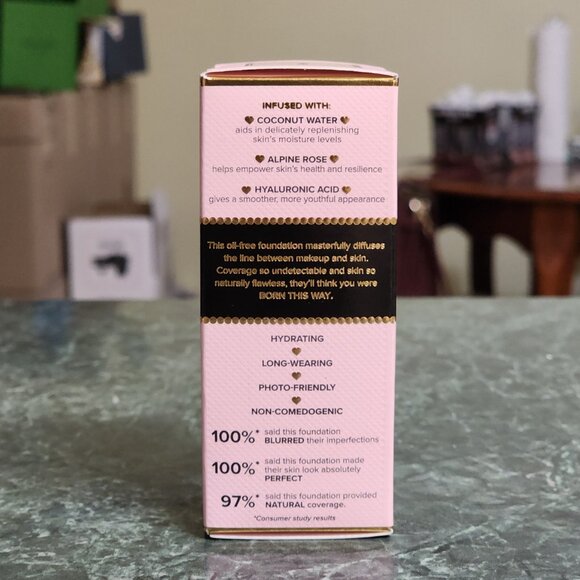 INFUSED WITH:
COCONUT WATER
aids in delicately replenishing
skin's moisture levels
ALPINE ROSE
helps empower skin's health and resilience
HYALURONIC ACID
gives a smoother, more youthful appearance
This oil-free foundation masterfully diffuses
the line between makeup and skin.
Coverage so undetectable and skin so
naturally flawless, they'll think you were
BORN THIS WAY.
HYDRATING
LONG-WEARING
PHOTO-FRIENDLY
NON-COMEDOGENIC
100%* said this foundation
BLURRED their imperfections
100%* said this foundation made
their skin look absolutely
PERFECT
97%* said this foundation provided
NATURAL coverage.
*Consumer study results